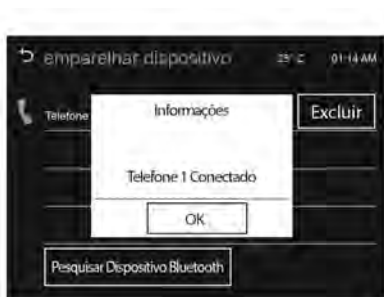 emparelhar dispositivo 25° C 01:14 AM
Telefone
Excluir
Informações
Telefone 1 Conectado
OK
Pesquisar Dispositivo Bluetooth